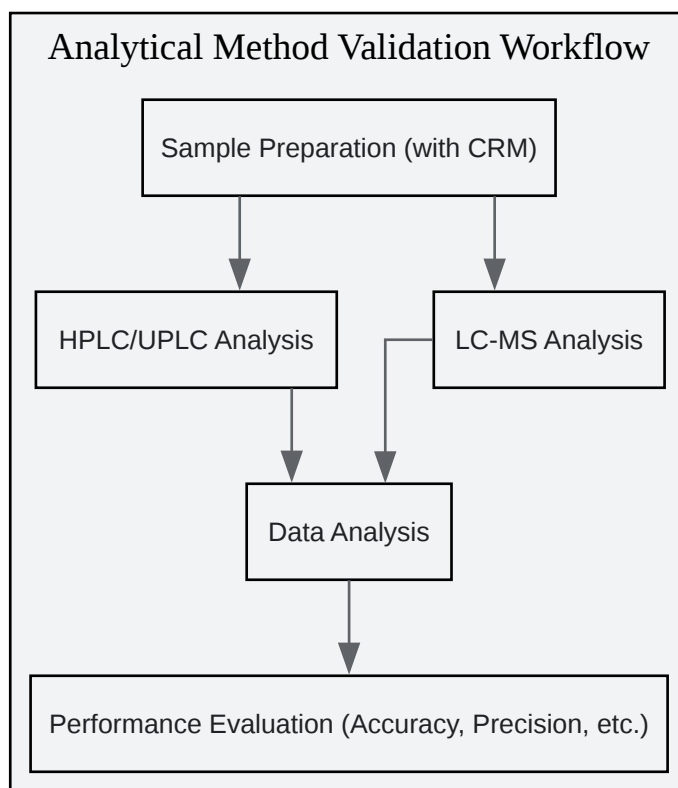 Analytical Method Validation Workflow
Sample Preparation (with CRM)
HPLC/UPLC Analysis
LC-MS Analysis
Data Analysis
Performance Evaluation (Accuracy, Precision, etc.)